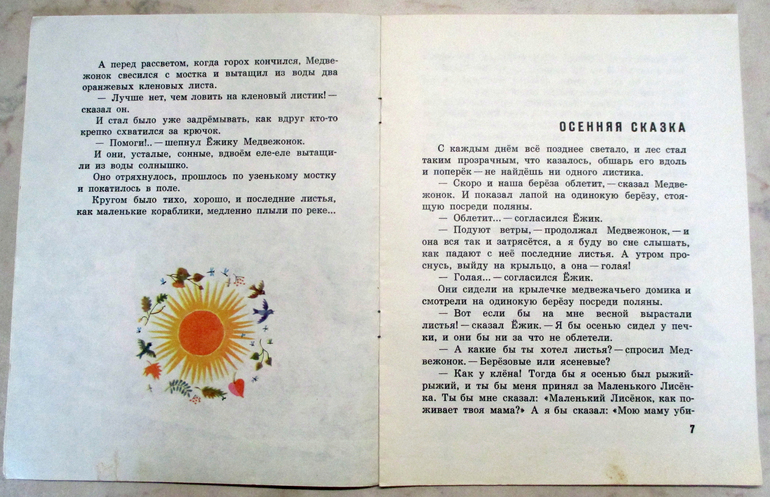 А перед рассветом, когда горох кончился, Медве-
жонок свесился с мостка и вытащил из воды два
оранжевых кленовых листа.
— Лучше нет, чем ловить на кленовый листик! —
сказал он.
И стал было уже задрёмывать, как вдруг кто-то
крепко схватился за крючок.
— Помоги!.. — шепнул Ёжику Медвежонок.
И они, усталые, сонные, вдвоём еле-еле вытащи-
ли из воды солнышко.
Оно отряхнулось, прошлось по узенькому мостку
и покатилось в поле.
Кругом было тихо, хорошо, и последние листья,
как маленькие кораблики, медленно плыли по реке...
ОСЕННЯЯ СКАЗКА
С каждым днём всё позднее светало, и лес стал
таким прозрачным, что казалось, обшарь его вдоль
и поперёк — не найдёшь ни одного листика.
— Скоро и наша берёза облетит, — сказал Медве-
жонок. И показал лапой на одинокую берёзу, стоя-
щую посреди поляны.
— Облетит... — согласился Ёжик.
— Подуют ветры, — продолжал Медвежонок, — и
она вся так и затрясётся, а я буду во сне слышать,
как падают с неё последние листья. А утром про-
снусь, выйду на крыльцо, а она — голая!
— Голая... — согласился Ёжик.
Они сидели на крылечке медвежачьего домика и
смотрели на одинокую берёзу посреди поляны.
— Вот если бы на мне весной вырастали
листья! — сказал Ёжик. — Я бы осенью сидел у печ-
ки, и они бы ни за что не облетели.
— А какие бы ты хотел листья? — спросил Мед-
вежонок. — Берёзовые или ясеневые?
— Как у клёна! Тогда бы я осенью был рыжий-
рыжий, и ты бы меня принял за Маленького Лисён-
ка. Ты бы мне сказал: «Маленький Лисёнок, как по-
живает твоя мама?» А я бы сказал: «Мою маму уби-
7